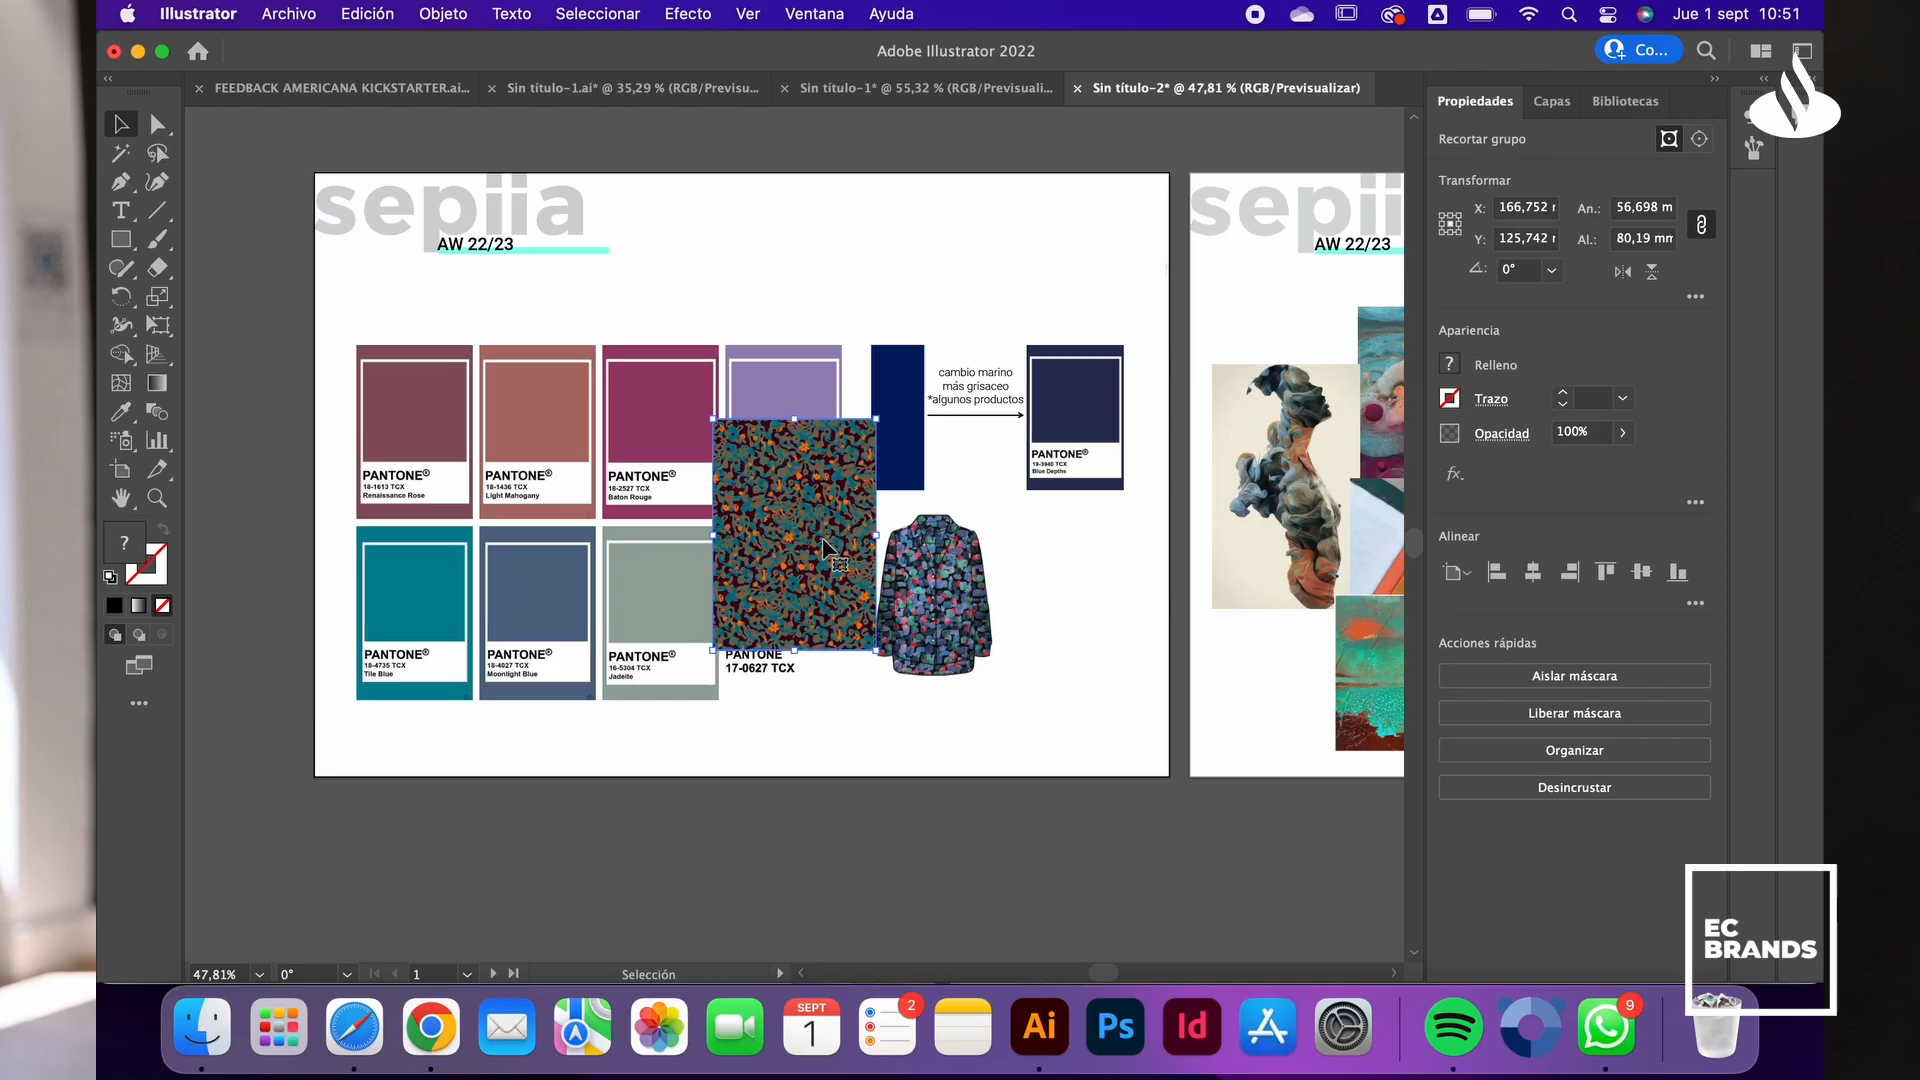 Illustrator Archivo Edición Objeto Texto Seleccionar Efecto Ver Ventana Ayuda
Jue 1 sept 10:51
Adobe Illustrator 2022
Co...
FEEDBACK AMERICANA KICKSTARTER.ai...
Sin título-1.ai* @ 35,29 % (RGB/Previsu...
Sin título-1* @ 55,32 % (RGB/Previsuali...
Sin título-2* @ 47,81 % (RGB/Previsualizar)
Propiedades Capas Bibliotecas
Recortar grupo
Transformar
X: 166,752 An.: 56,698 m
Y: 125,742 Al.: 80,19 mm
0°
Apariencia
? Relleno
Trazo
Opacidad 100%
fx.
Alinear
Acciones rápidas
Aislar máscara
Liberar máscara
Organizar
Desincrustar
sepiia
AW 22/23
sepii
AW 22/23
PANTONE®
18-1613 TCX
Renaissance Rose
PANTONE®
18-1436 TCX
Light Mahogany
PANTONE®
18-2527 TCX
Baton Rouge
cambio marino
más grisaceo
*algunos productos
PANTONE®
19-3940 TCX
Blue Depths
PANTONE®
18-4735 TCX
Tile Blue
PANTONE®
18-4027 TCX
Moonlight Blue
PANTONE®
16-5304 TCX
Jadeite
PANTONE
17-0627 TCX
?
47,81% 0° 1 Selección
EC
BRANDS
SEPT
1
2
Ai
Ps
Id
9